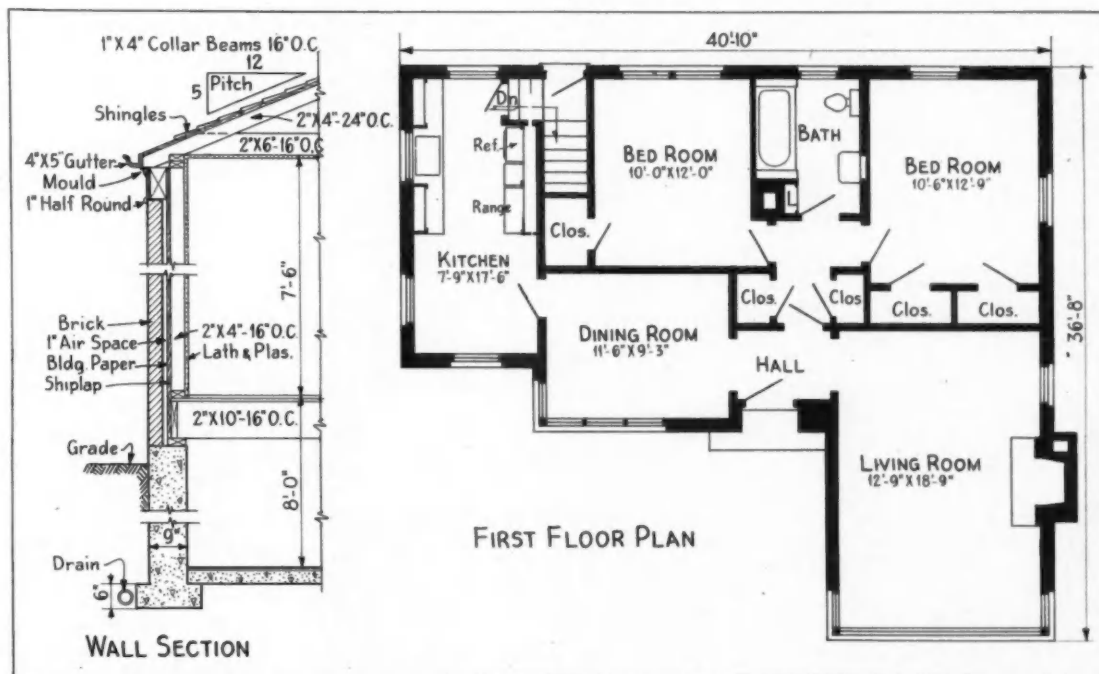 1"X4" Collar Beams 16"O.C
12
5 Pitch
Shingles
2"X4"-24"O.C.
2"X6"-16"O.C
4"X5" Gutter
Mould
1" Half Round
7'-6"
Brick
1" Air Space
Bldg. Paper
Shiplap
2"X4"-16"O.C.
Lath & Plas.
2"X10"-16"O.C.
Grade
8'-0"
9"
Drain
6"
WALL SECTION
40'-10"
36'-8"
Dn
Ref.
Range
KITCHEN
7'-9"X17'-6"
Clos.
BED ROOM
10'-0"X12'-0"
BATH
L
BED ROOM
10'-6"X12'-9"
Clos.
Clos.
Clos.
Clos.
DINING ROOM
11'-6"X9'-3"
HALL
LIVING ROOM
12'-9"X18'-9"
FIRST FLOOR PLAN